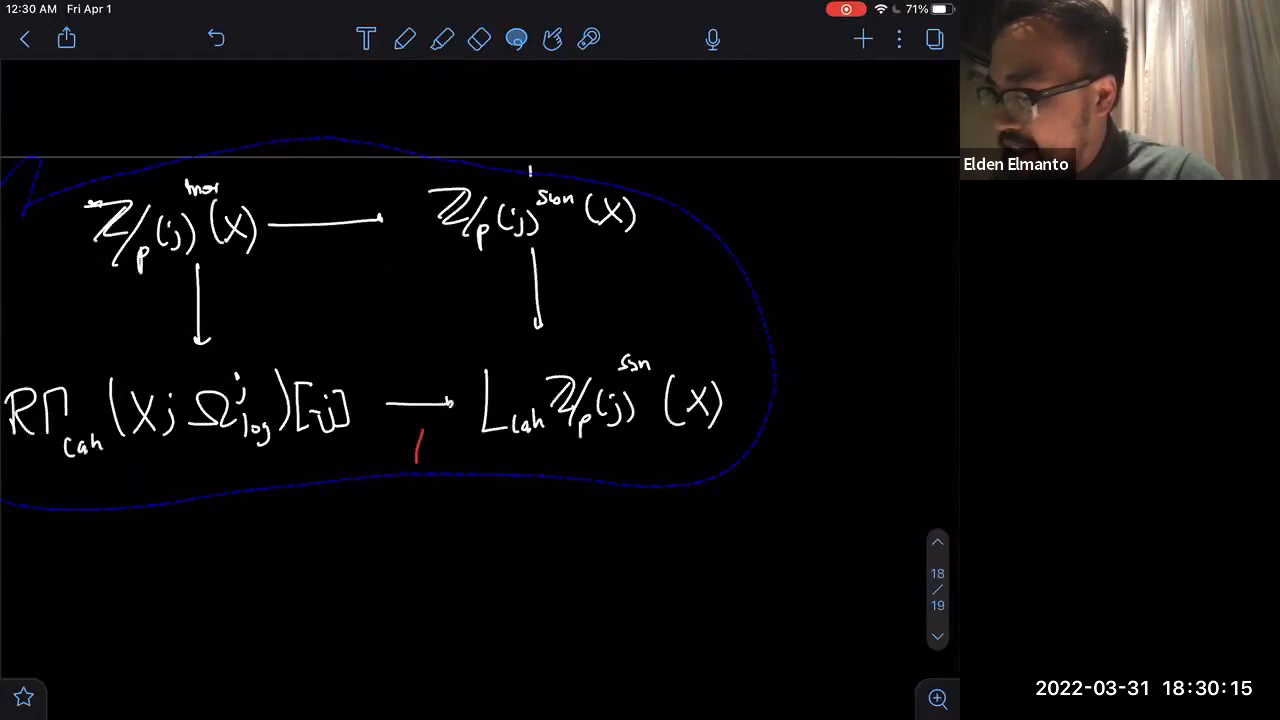 12:30 AM Fri Apr 1
71%
T
Elden Elmanto
ℤ/p(j)^mot (X) ⟶ ℤ/p(j)^syn (X)
RΓ_cdh (X; Ω^j_log)[-j] ⟶ L_cdh ℤ/p(j)^syn (X)
18
/
19
2022-03-31 18:30:15